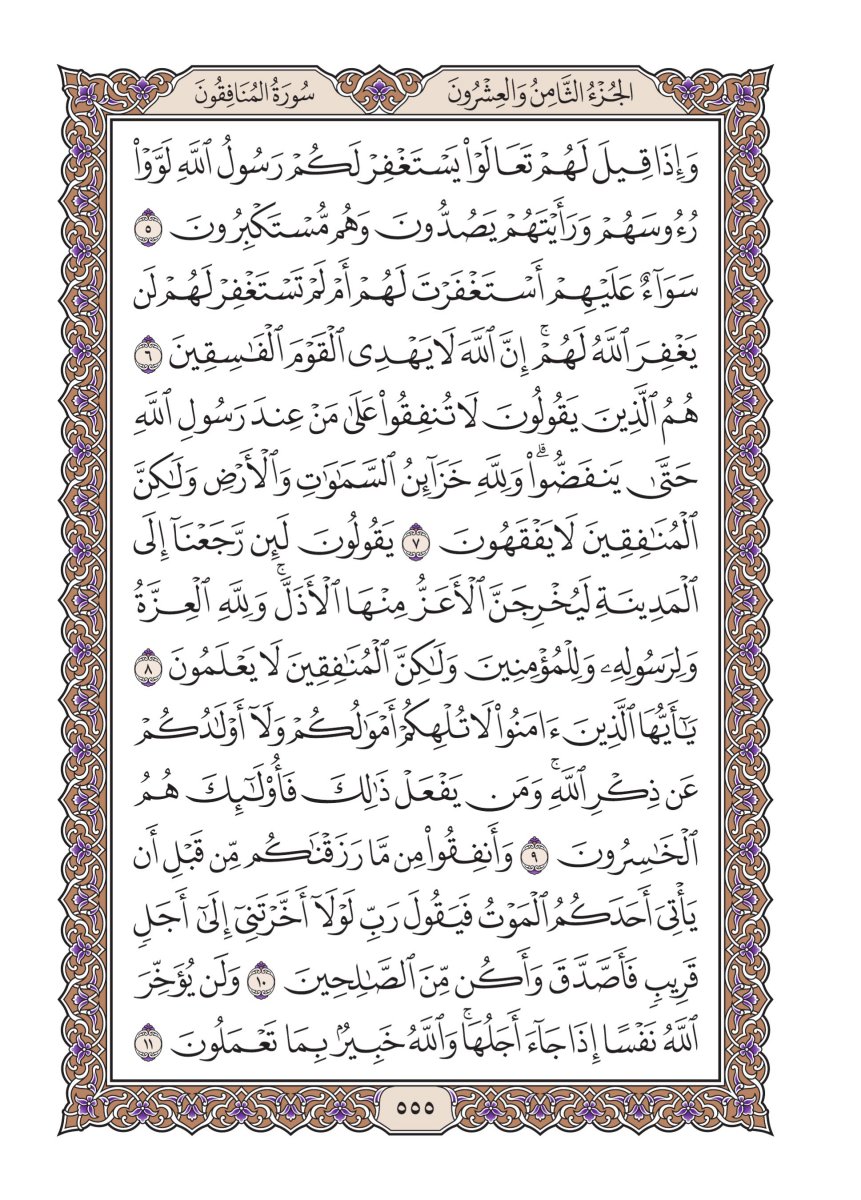 الجُزْءُ الثَّامِنُ وَالعِشْرُونَ
سُورَةُ المُنَافِقُونَ
وَإِذَا قِيلَ لَهُمۡ تَعَالَوۡاْ يَسۡتَغۡفِرۡ لَكُمۡ رَسُولُ ٱللَّهِ لَوَّوۡاْ
رُءُوسَهُمۡ وَرَأَيۡتَهُمۡ يَصُدُّونَ وَهُم مُّسۡتَكۡبِرُونَ ٥
سَوَآءٌ عَلَيۡهِمۡ أَسۡتَغۡفَرۡتَ لَهُمۡ أَمۡ لَمۡ تَسۡتَغۡفِرۡ لَهُمۡ لَن
يَغۡفِرَ ٱللَّهُ لَهُمۡۚ إِنَّ ٱللَّهَ لَا يَهۡدِي ٱلۡقَوۡمَ ٱلۡفَٰسِقِينَ ٦
هُمُ ٱلَّذِينَ يَقُولُونَ لَا تُنفِقُواْ عَلَىٰ مَنۡ عِندَ رَسُولِ ٱللَّهِ
حَتَّىٰ يَنفَضُّواْۗ وَلِلَّهِ خَزَآئِنُ ٱلسَّمَٰوَٰتِ وَٱلۡأَرۡضِ وَلَٰكِنَّ
ٱلۡمُنَٰفِقِينَ لَا يَفۡقَهُونَ ٧ يَقُولُونَ لَئِن رَّجَعۡنَآ إِلَى
ٱلۡمَدِينَةِ لَيُخۡرِجَنَّ ٱلۡأَعَزُّ مِنۡهَا ٱلۡأَذَلَّۚ وَلِلَّهِ ٱلۡعِزَّةُ
وَلِرَسُولِهِۦ وَلِلۡمُؤۡمِنِينَ وَلَٰكِنَّ ٱلۡمُنَٰفِقِينَ لَا يَعۡلَمُونَ ٨
يَٰٓأَيُّهَا ٱلَّذِينَ ءَامَنُواْ لَا تُلۡهِكُمۡ أَمۡوَٰلُكُمۡ وَلَآ أَوۡلَٰدُكُمۡ
عَن ذِكۡرِ ٱللَّهِۚ وَمَن يَفۡعَلۡ ذَٰلِكَ فَأُوْلَٰٓئِكَ هُمُ
ٱلۡخَٰسِرُونَ ٩ وَأَنفِقُواْ مِن مَّا رَزَقۡنَٰكُم مِّن قَبۡلِ أَن
يَأۡتِيَ أَحَدَكُمُ ٱلۡمَوۡتُ فَيَقُولَ رَبِّ لَوۡلَآ أَخَّرۡتَنِيٓ إِلَىٰٓ أَجَلٖ
قَرِيبٖ فَأَصَّدَّقَ وَأَكُن مِّنَ ٱلصَّٰلِحِينَ ١٠ وَلَن يُؤَخِّرَ
ٱللَّهُ نَفۡسًا إِذَا جَآءَ أَجَلُهَاۚ وَٱللَّهُ خَبِيرُۢ بِمَا تَعۡمَلُونَ ١١
٥٥٥